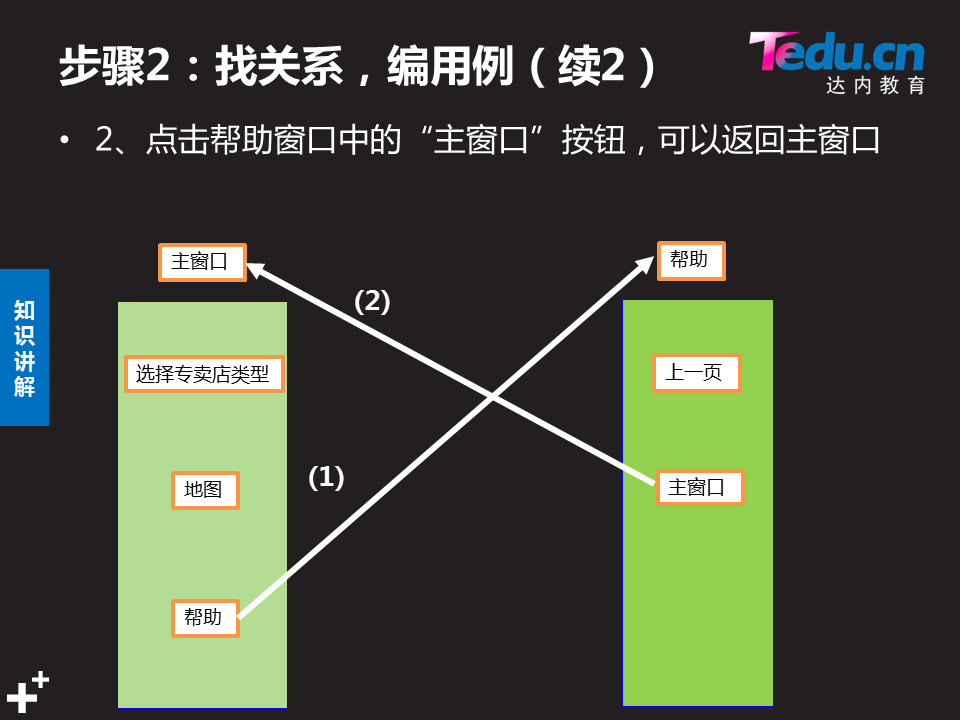 步骤2：找关系，编用例（续2）
Tedu.cn
达内教育
• 2、点击帮助窗口中的“主窗口”按钮，可以返回主窗口
知识讲解
主窗口
帮助
(2)
选择专卖店类型
上一页
(1)
地图
主窗口
帮助